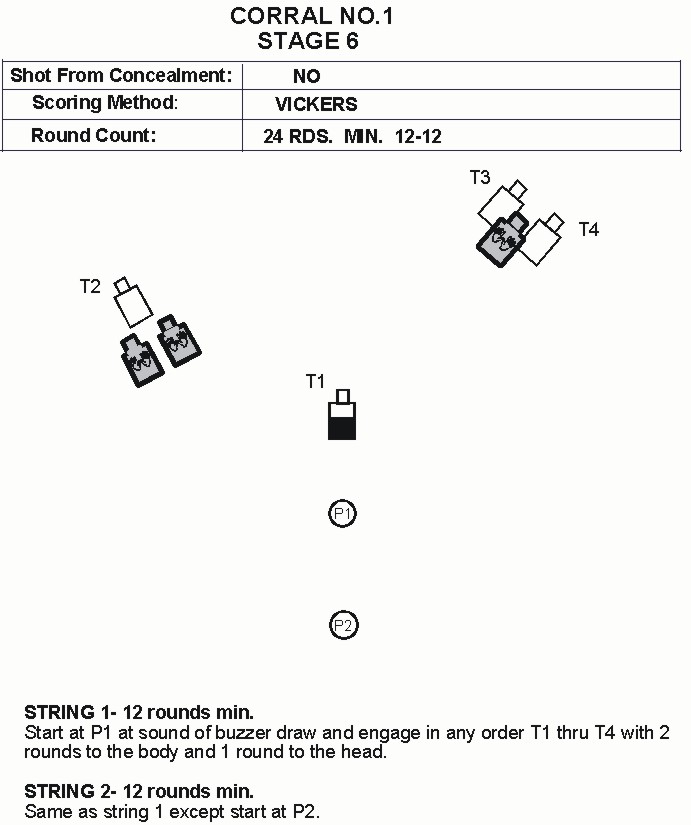 CORRAL NO.1
STAGE 6
Shot From Concealment: NO
Scoring Method: VICKERS
Round Count: 24 RDS. MIN. 12-12
T3
T4
T2
T1
P1
P2
STRING 1- 12 rounds min.
Start at P1 at sound of buzzer draw and engage in any order T1 thru T4 with 2
rounds to the body and 1 round to the head.
STRING 2- 12 rounds min.
Same as string 1 except start at P2.